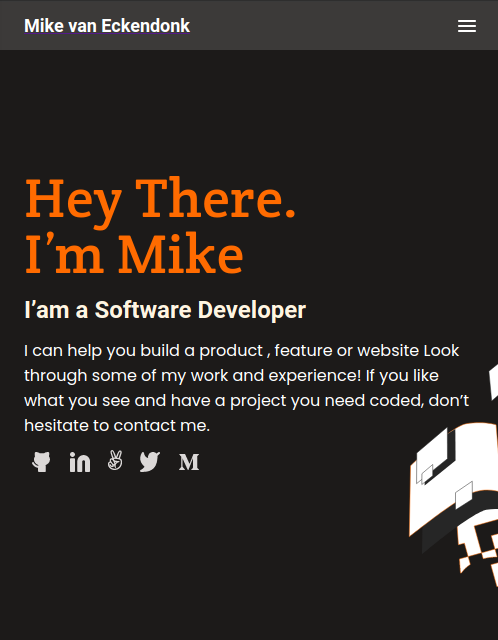 Mike van Eckendonk
Hey There.
I’m Mike
I’am a Software Developer
I can help you build a product , feature or website Look
through some of my work and experience! If you like
what you see and have a project you need coded, don’t
hesitate to contact me.